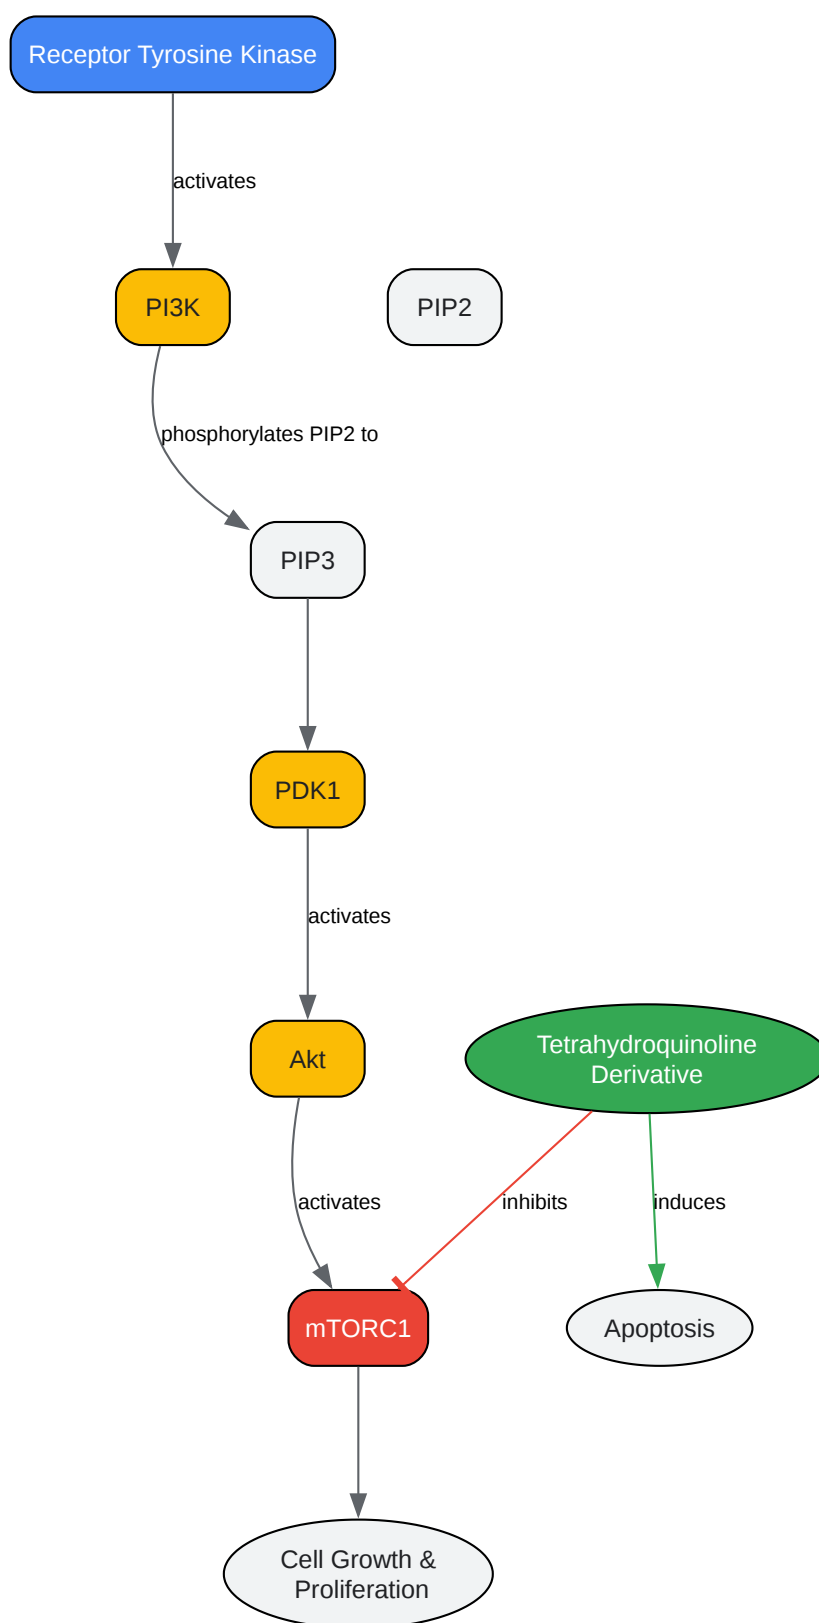 Receptor Tyrosine Kinase
activates
PI3K
PIP2
phosphorylates PIP2 to
PIP3
PDK1
activates
Akt
Tetrahydroquinoline
Derivative
activates
inhibits
induces
mTORC1
Apoptosis
Cell Growth &
Proliferation